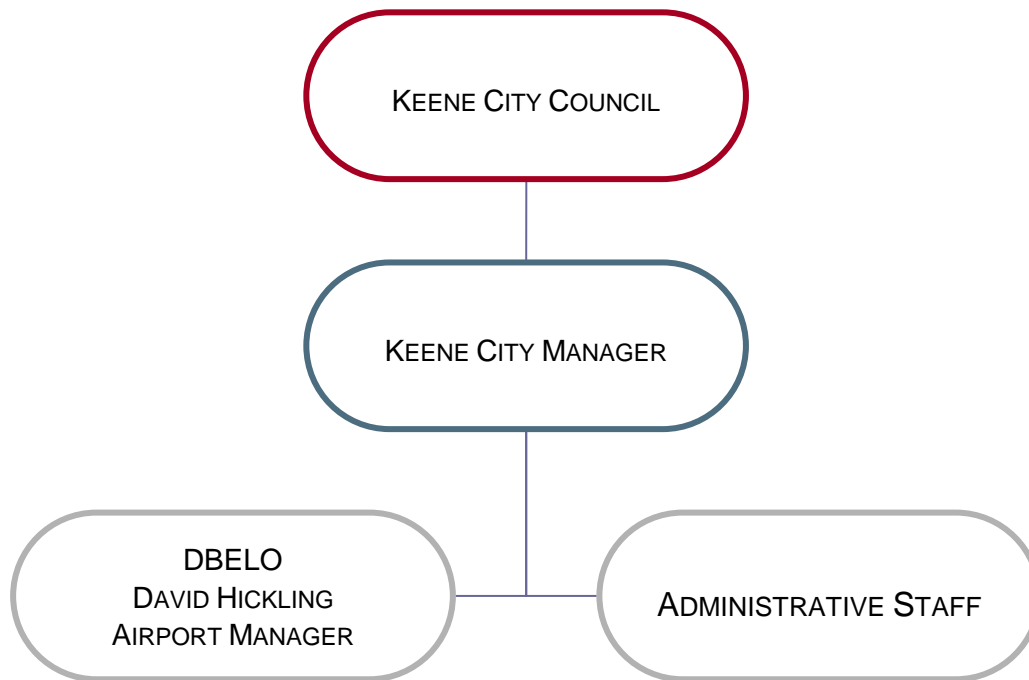 KEENE CITY COUNCIL
KEENE CITY MANAGER
DBELO
DAVID HICKLING
AIRPORT MANAGER
ADMINISTRATIVE STAFF